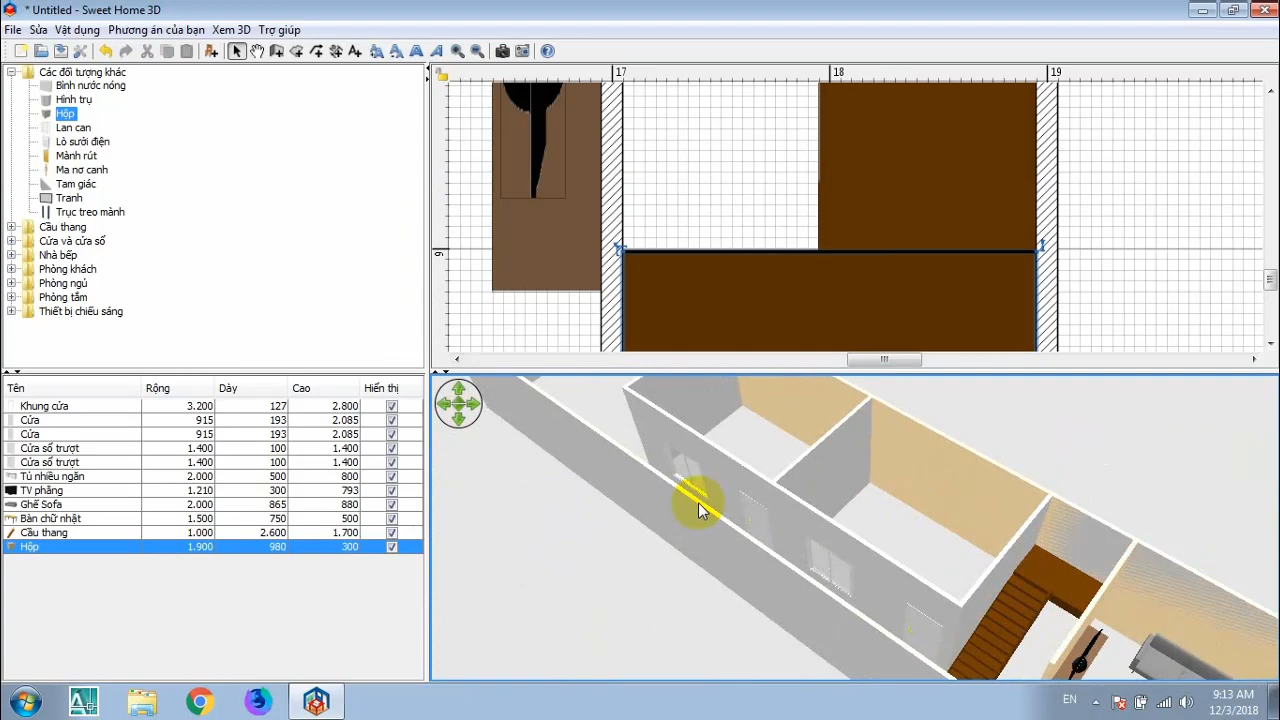 * Untitled - Sweet Home 3D
File Sửa Vật dụng Phương án của bạn Xem 3D Trợ giúp
Các đối tượng khác
Bình nước nóng
Hình trụ
Hộp
Lan can
Lò sưởi điện
Mành rút
Ma nơ canh
Tam giác
Tranh
Trục treo mành
Cầu thang
Cửa và cửa sổ
Nhà bếp
Phòng khách
Phòng ngủ
Phòng tắm
Thiết bị chiếu sáng
17 18 19
9
Tên Rộng Dày Cao Hiển thị
Khung cửa 3.200 127 2.800
Cửa 915 193 2.085
Cửa 915 193 2.085
Cửa sổ trượt 1.400 100 1.400
Cửa sổ trượt 1.400 100 1.400
Tủ nhiều ngăn 2.000 500 800
TV phẳng 1.210 300 793
Ghế Sofa 2.000 865 880
Bàn chữ nhật 1.500 750 500
Cầu thang 1.000 2.600 1.700
Hộp 1.900 980 300
EN
9:13 AM
12/3/2018